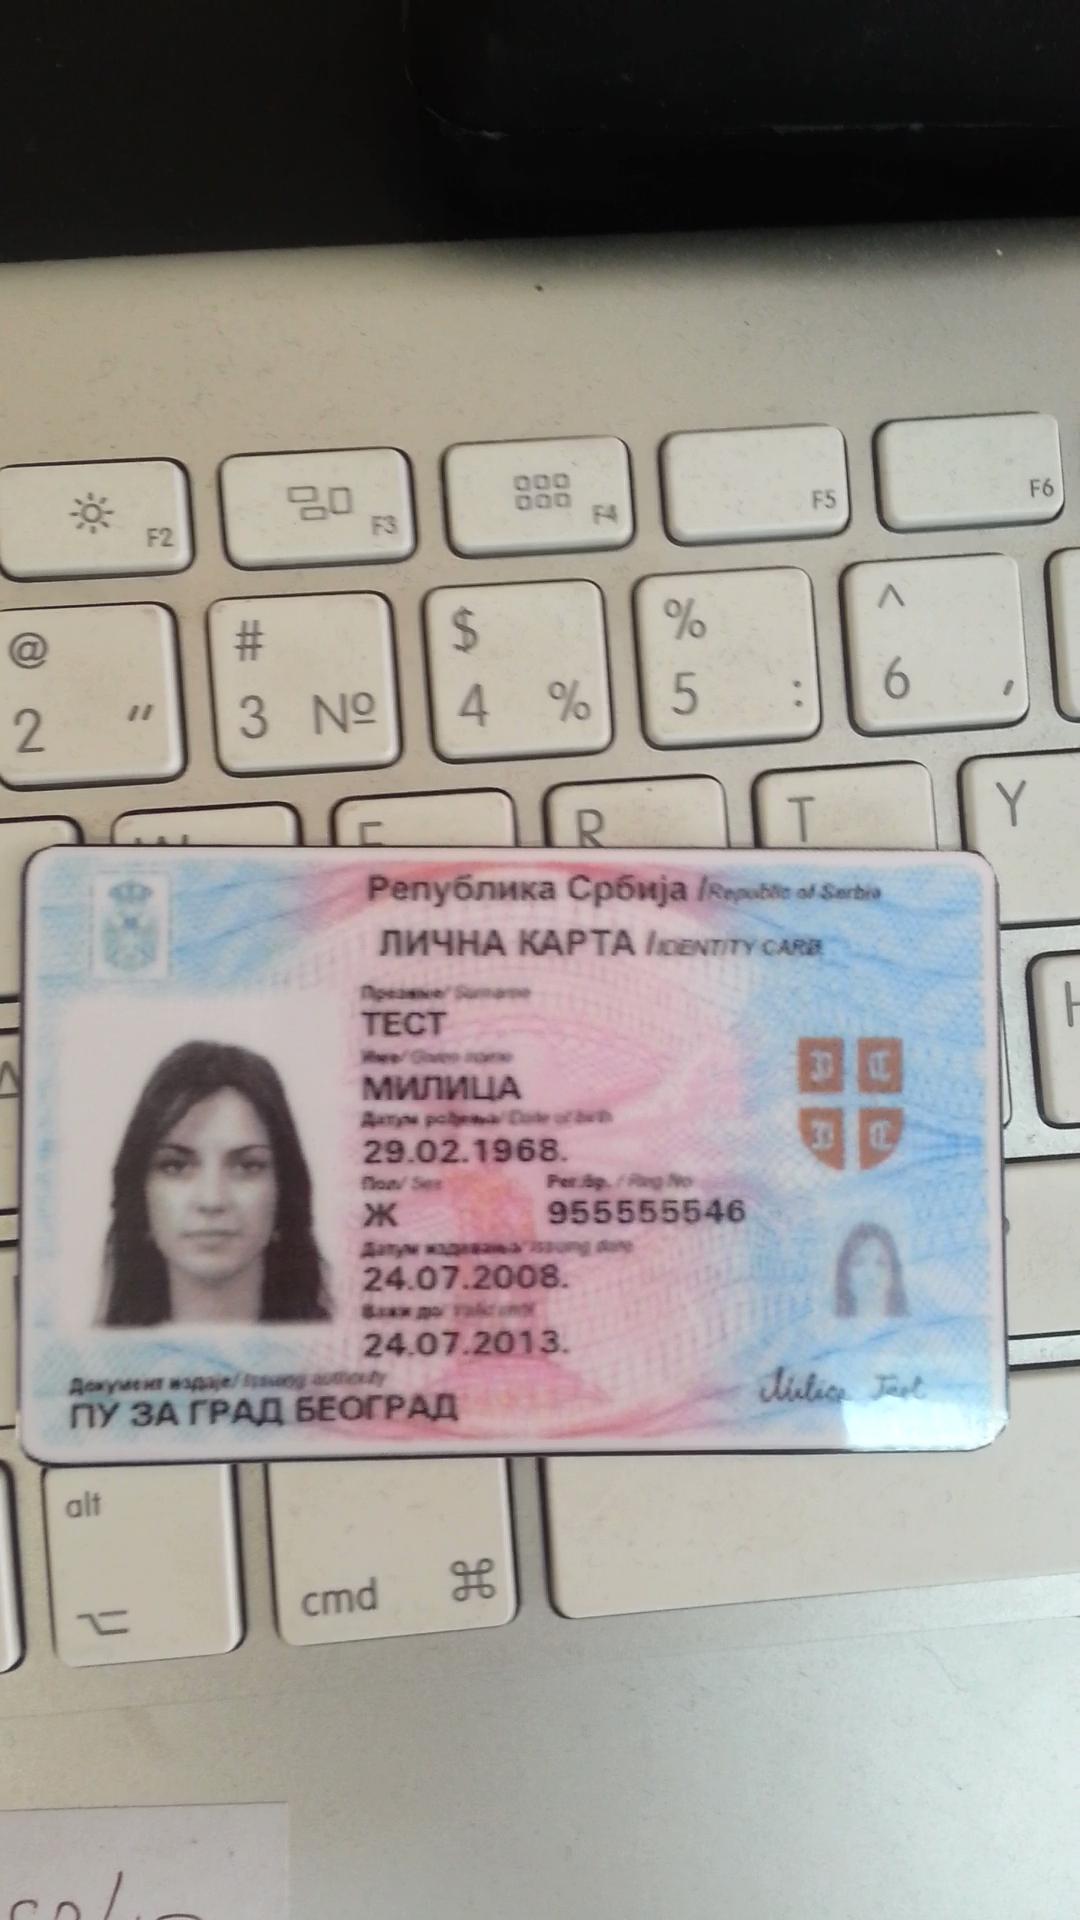 F2
F3
F4
F5
F6
@
2 "
#
3 №
$
4 %
%
5 :
^
6 ,
R
T
Y
H
Република Србија / Republic of Serbia
ЛИЧНА КАРТА / IDENTITY CARD
Презиме/ Surname
ТЕСТ
Име/ Given name
МИЛИЦА
Датум рођења/ Date of birth
29.02.1968.
Пол/ Sex
Рег.бр. / Reg No
Ж
955555546
Датум издавања/ Issuing date
24.07.2008.
Важи до/ Valid until
24.07.2013.
Документ издаје/ Issuing authority
ПУ ЗА ГРАД БЕОГРАД
Milica Test
alt
cmd ⌘